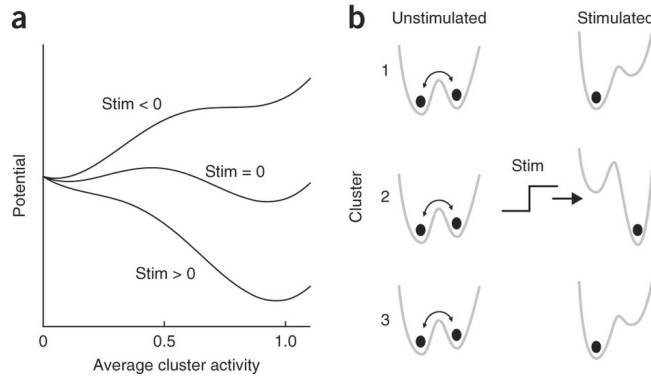 a
Potential
Stim < 0
Stim = 0
Stim > 0
0
0.5
1.0
Average cluster activity
b
Unstimulated
Stimulated
Cluster
1
2
Stim
3